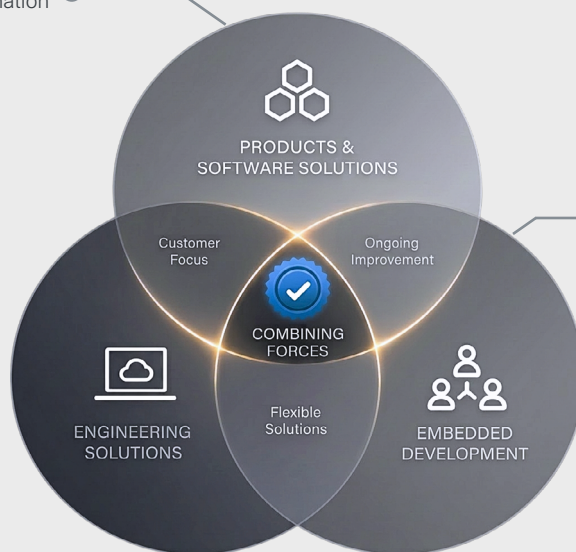 PRODUCTS &
SOFTWARE SOLUTIONS
Customer
Focus
Ongoing
Improvement
COMBINING
FORCES
ENGINEERING
SOLUTIONS
Flexible
Solutions
EMBEDDED
DEVELOPMENT